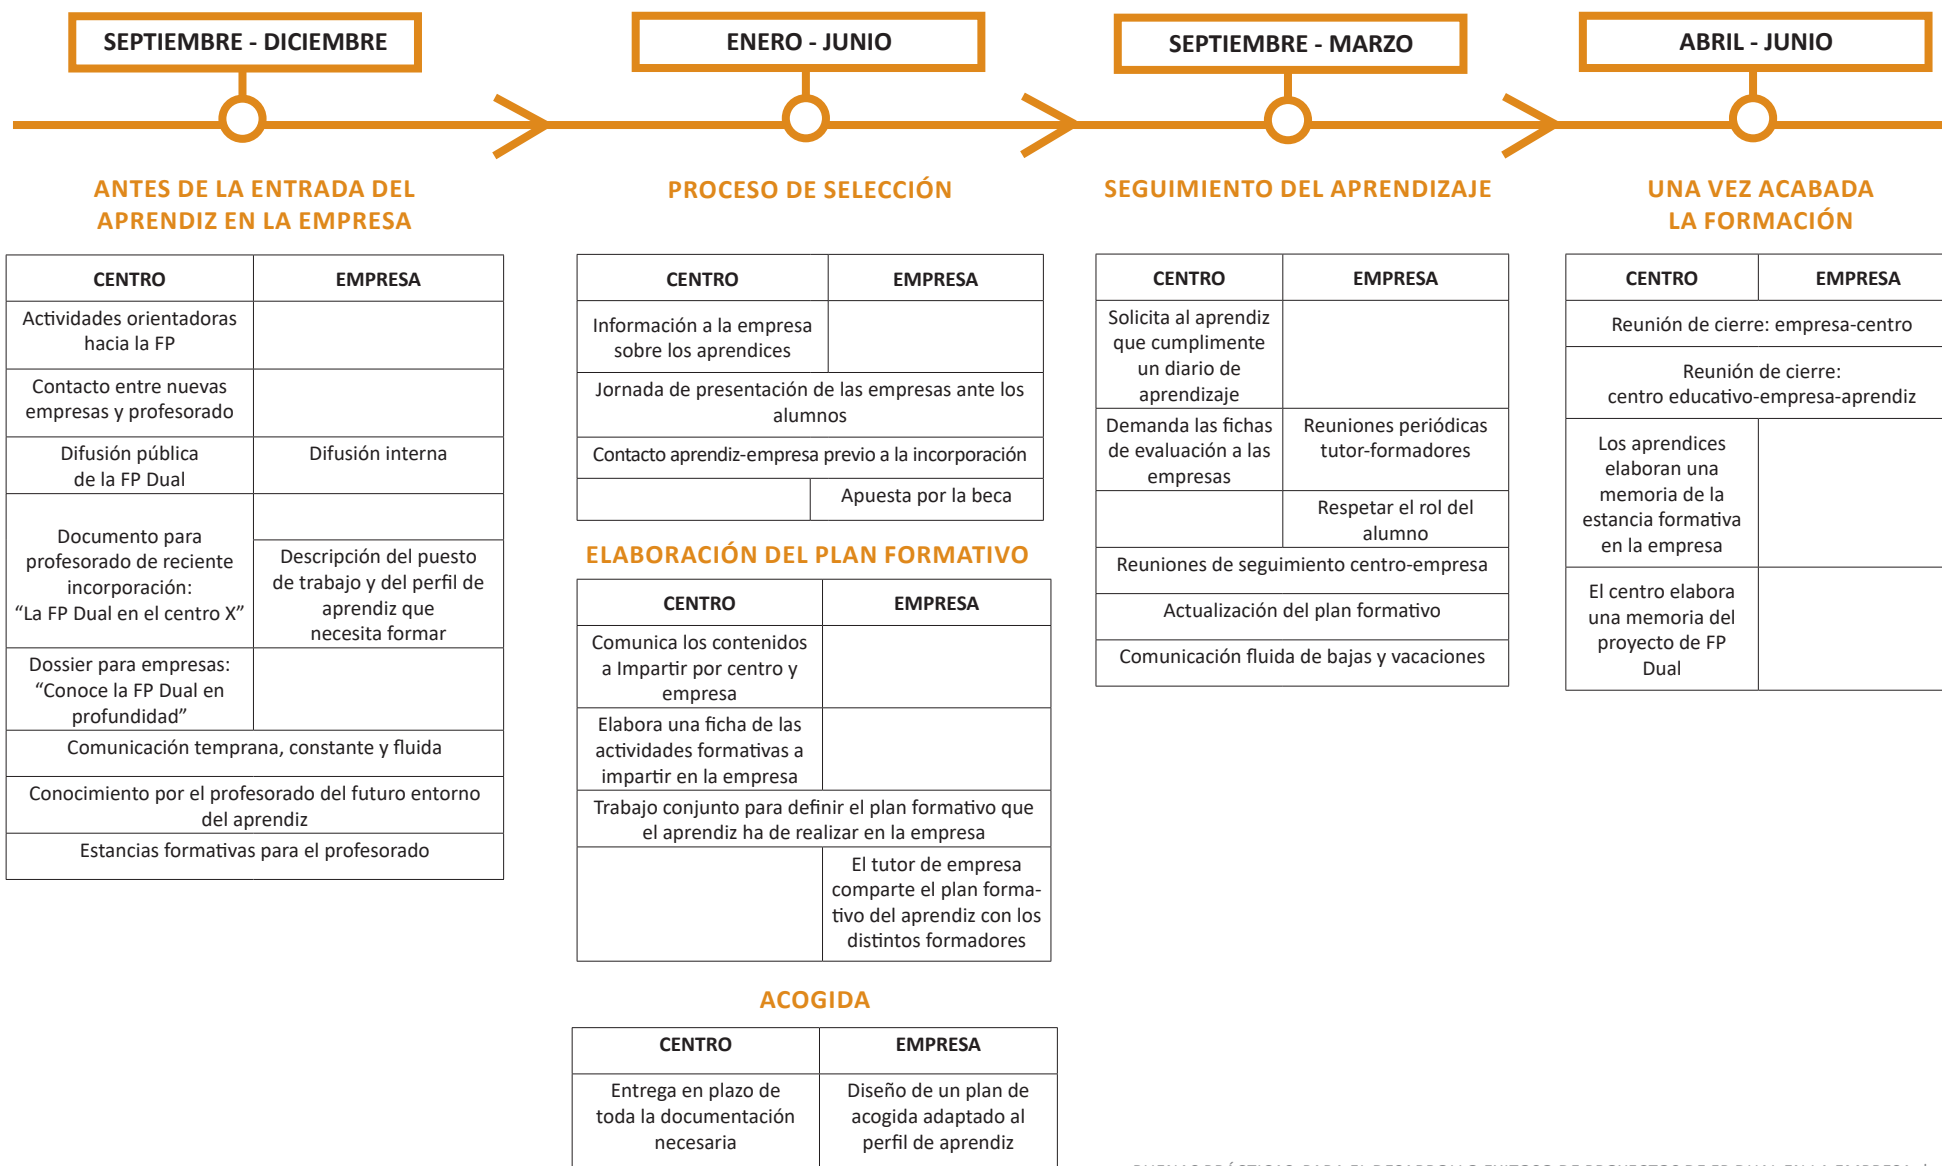 SEPTIEMBRE - DICIEMBRE
ENERO - JUNIO
SEPTIEMBRE - MARZO
ABRIL - JUNIO
ANTES DE LA ENTRADA DEL
APRENDIZ EN LA EMPRESA
CENTRO
EMPRESA
Actividades orientadoras
hacia la FP
Contacto entre nuevas
empresas y profesorado
Difusión pública
de la FP Dual
Difusión interna
Documento para
profesorado de reciente
incorporación:
“La FP Dual en el centro X”
Descripción del puesto
de trabajo y del perfil de
aprendiz que
necesita formar
Dossier para empresas:
“Conoce la FP Dual en
profundidad”
Comunicación temprana, constante y fluida
Conocimiento por el profesorado del futuro entorno
del aprendiz
Estancias formativas para el profesorado
PROCESO DE SELECCIÓN
CENTRO
EMPRESA
Información a la empresa
sobre los aprendices
Jornada de presentación de las empresas ante los
alumnos
Contacto aprendiz-empresa previo a la incorporación
Apuesta por la beca
ELABORACIÓN DEL PLAN FORMATIVO
CENTRO
EMPRESA
Comunica los contenidos
a Impartir por centro y
empresa
Elabora una ficha de las
actividades formativas a
impartir en la empresa
Trabajo conjunto para definir el plan formativo que
el aprendiz ha de realizar en la empresa
El tutor de empresa
comparte el plan forma-
tivo del aprendiz con los
distintos formadores
ACOGIDA
CENTRO
EMPRESA
Entrega en plazo de
toda la documentación
necesaria
Diseño de un plan de
acogida adaptado al
perfil de aprendiz
SEGUIMIENTO DEL APRENDIZAJE
CENTRO
EMPRESA
Solicita al aprendiz
que cumplimente
un diario de
aprendizaje
Demanda las fichas
de evaluación a las
empresas
Reuniones periódicas
tutor-formadores
Respetar el rol del
alumno
Reuniones de seguimiento centro-empresa
Actualización del plan formativo
Comunicación fluida de bajas y vacaciones
UNA VEZ ACABADA
LA FORMACIÓN
CENTRO
EMPRESA
Reunión de cierre: empresa-centro
Reunión de cierre:
centro educativo-empresa-aprendiz
Los aprendices
elaboran una
memoria de la
estancia formativa
en la empresa
El centro elabora
una memoria del
proyecto de FP
Dual
BUENAS PRÁCTICAS PARA EL DESARROLLO EXITOSO DE PROYECTOS DE FP DUAL EN LA EMPRESA